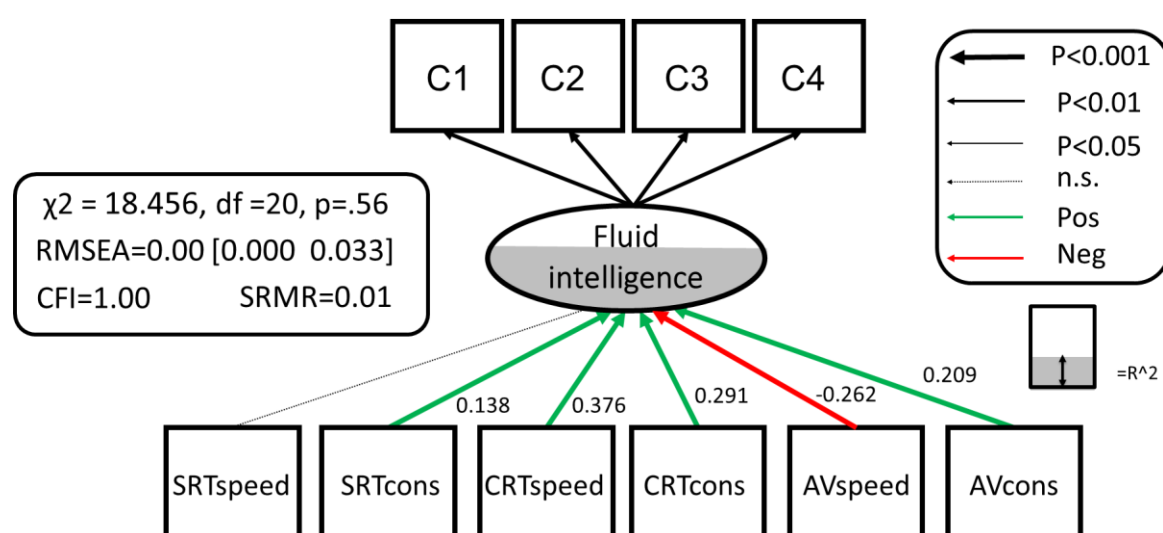 C1 C2 C3 C4
P<0.001
P<0.01
P<0.05
n.s.
Pos
Neg
χ2 = 18.456, df =20, p=.56
RMSEA=0.00 [0.000 0.033]
CFI=1.00 SRMR=0.01
Fluid
intelligence
=R^2
0.138 0.376 0.291 -0.262 0.209
SRTspeed SRTcons CRTspeed CRTcons AVspeed AVcons